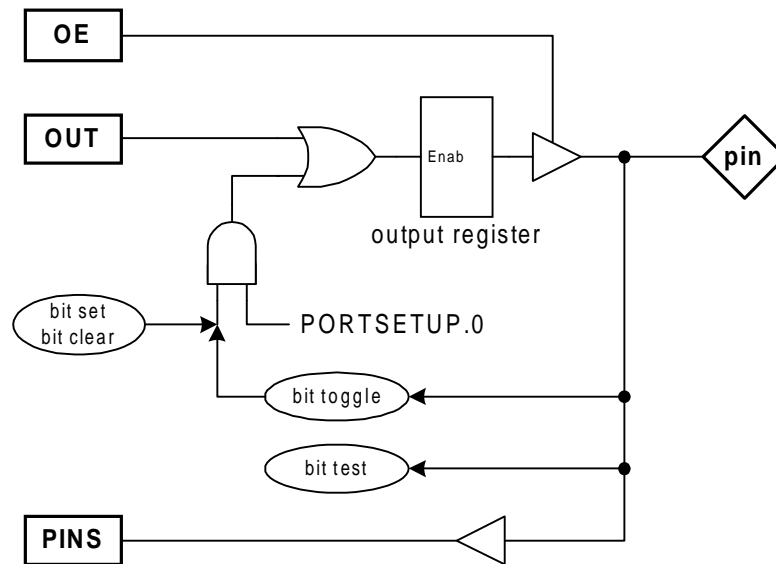 OE
OUT
Enab
pin
output register
bit set
bit clear
PORTSETUP.0
bit toggle
bit test
PINS